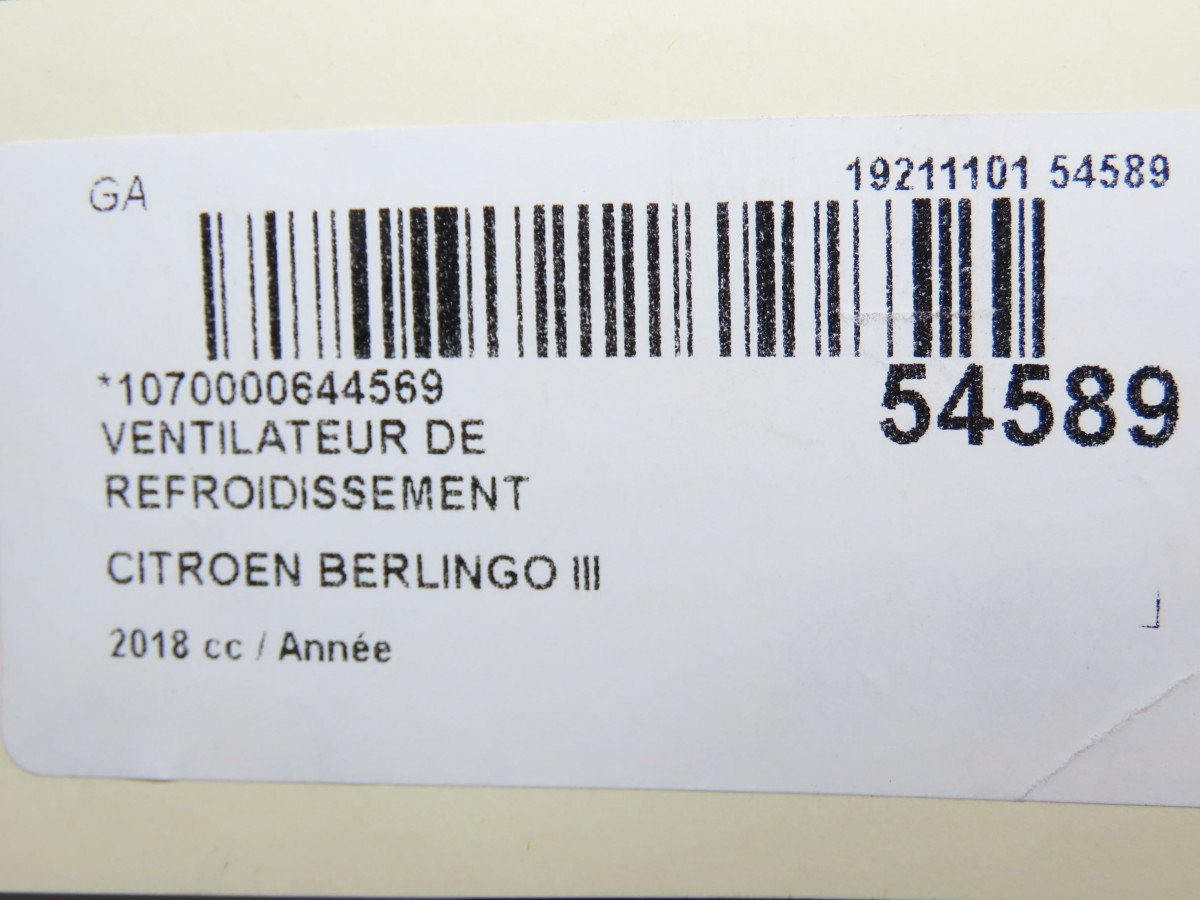 GA
19211101 54589
*1070000644569
54589
VENTILATEUR DE
REFROIDISSEMENT
CITROEN BERLINGO III
2018 cc / Année